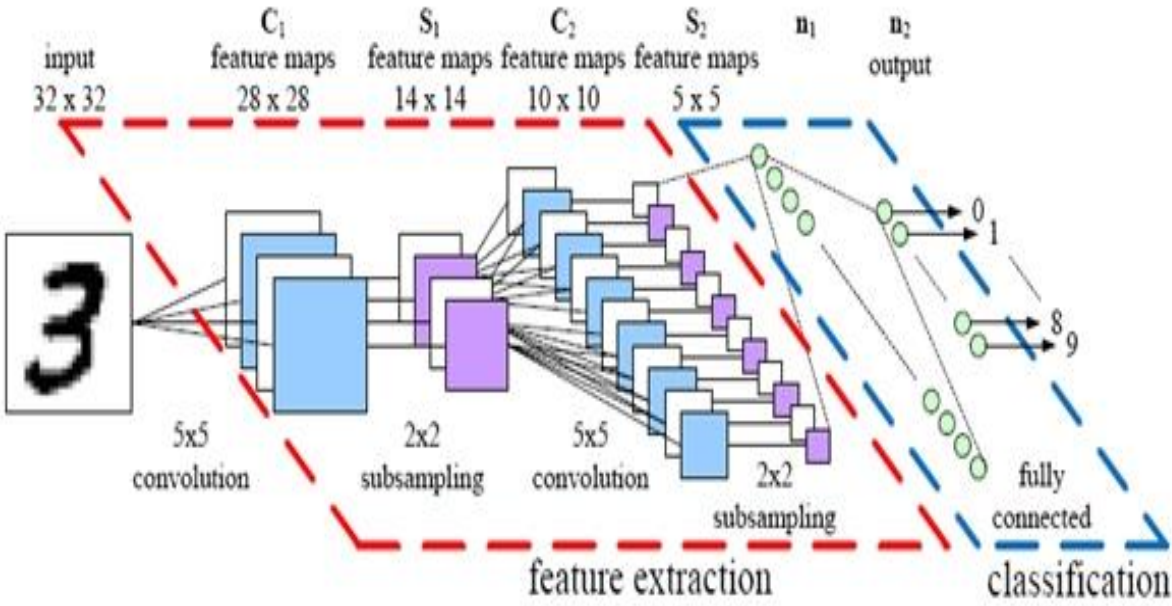 input
32 x 32
C₁
feature maps
28 x 28
S₁
feature maps
14 x 14
C₂
feature maps
10 x 10
S₂
feature maps
5 x 5
n₁
n₂
output
0
1
8
9
3
5x5
convolution
2x2
subsampling
5x5
convolution
2x2
subsampling
fully
connected
feature extraction
classification